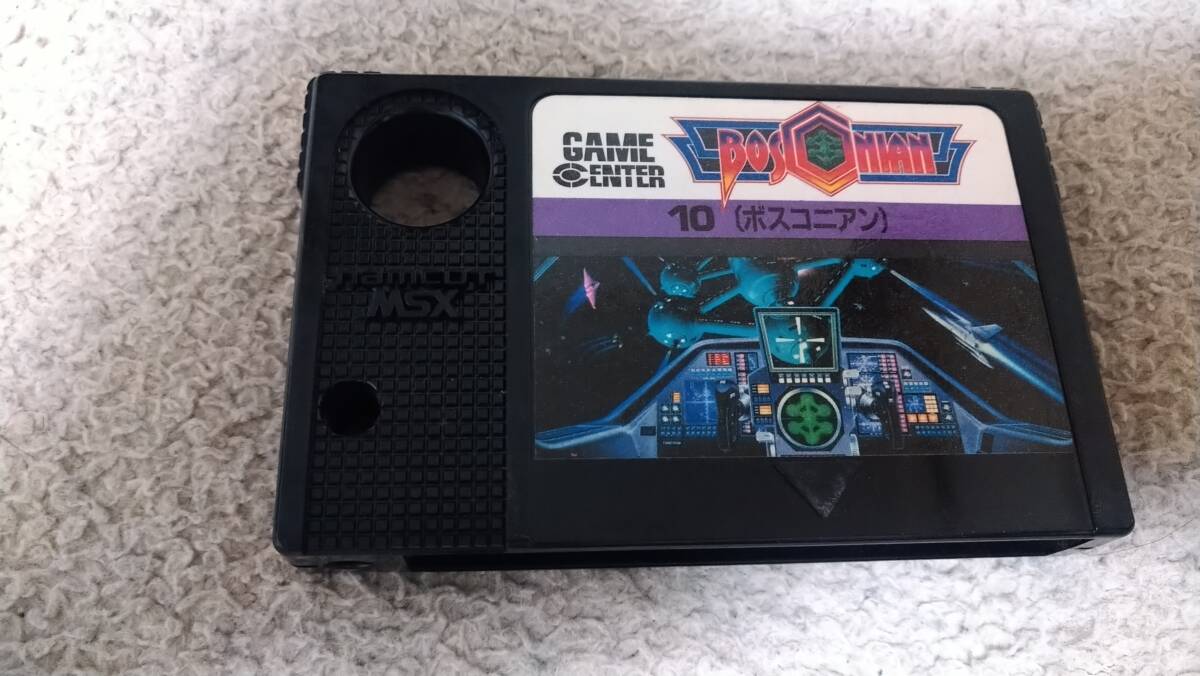 GAME
CENTER
BOSCONIAN
10 (ボスコニアン)
namcot
MSX